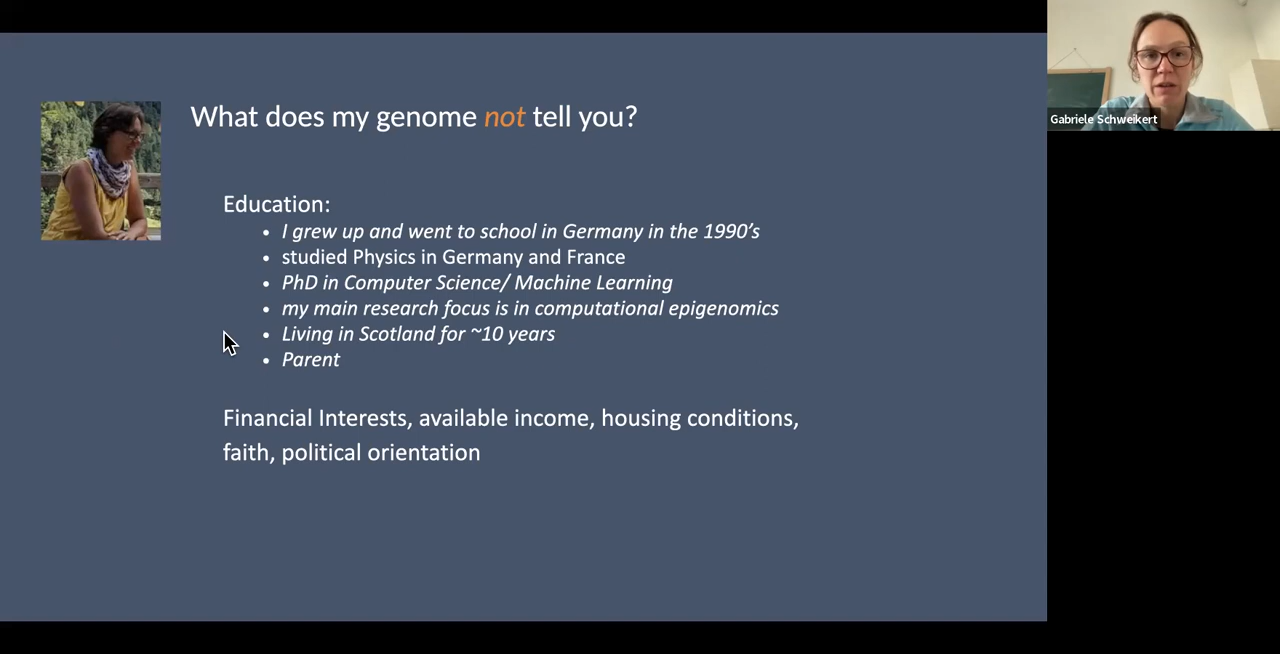 What does my genome not tell you?
Education:
• I grew up and went to school in Germany in the 1990's
• studied Physics in Germany and France
• PhD in Computer Science/ Machine Learning
• my main research focus is in computational epigenomics
• Living in Scotland for ~10 years
• Parent
Financial Interests, available income, housing conditions,
faith, political orientation
Gabriele Schweikert